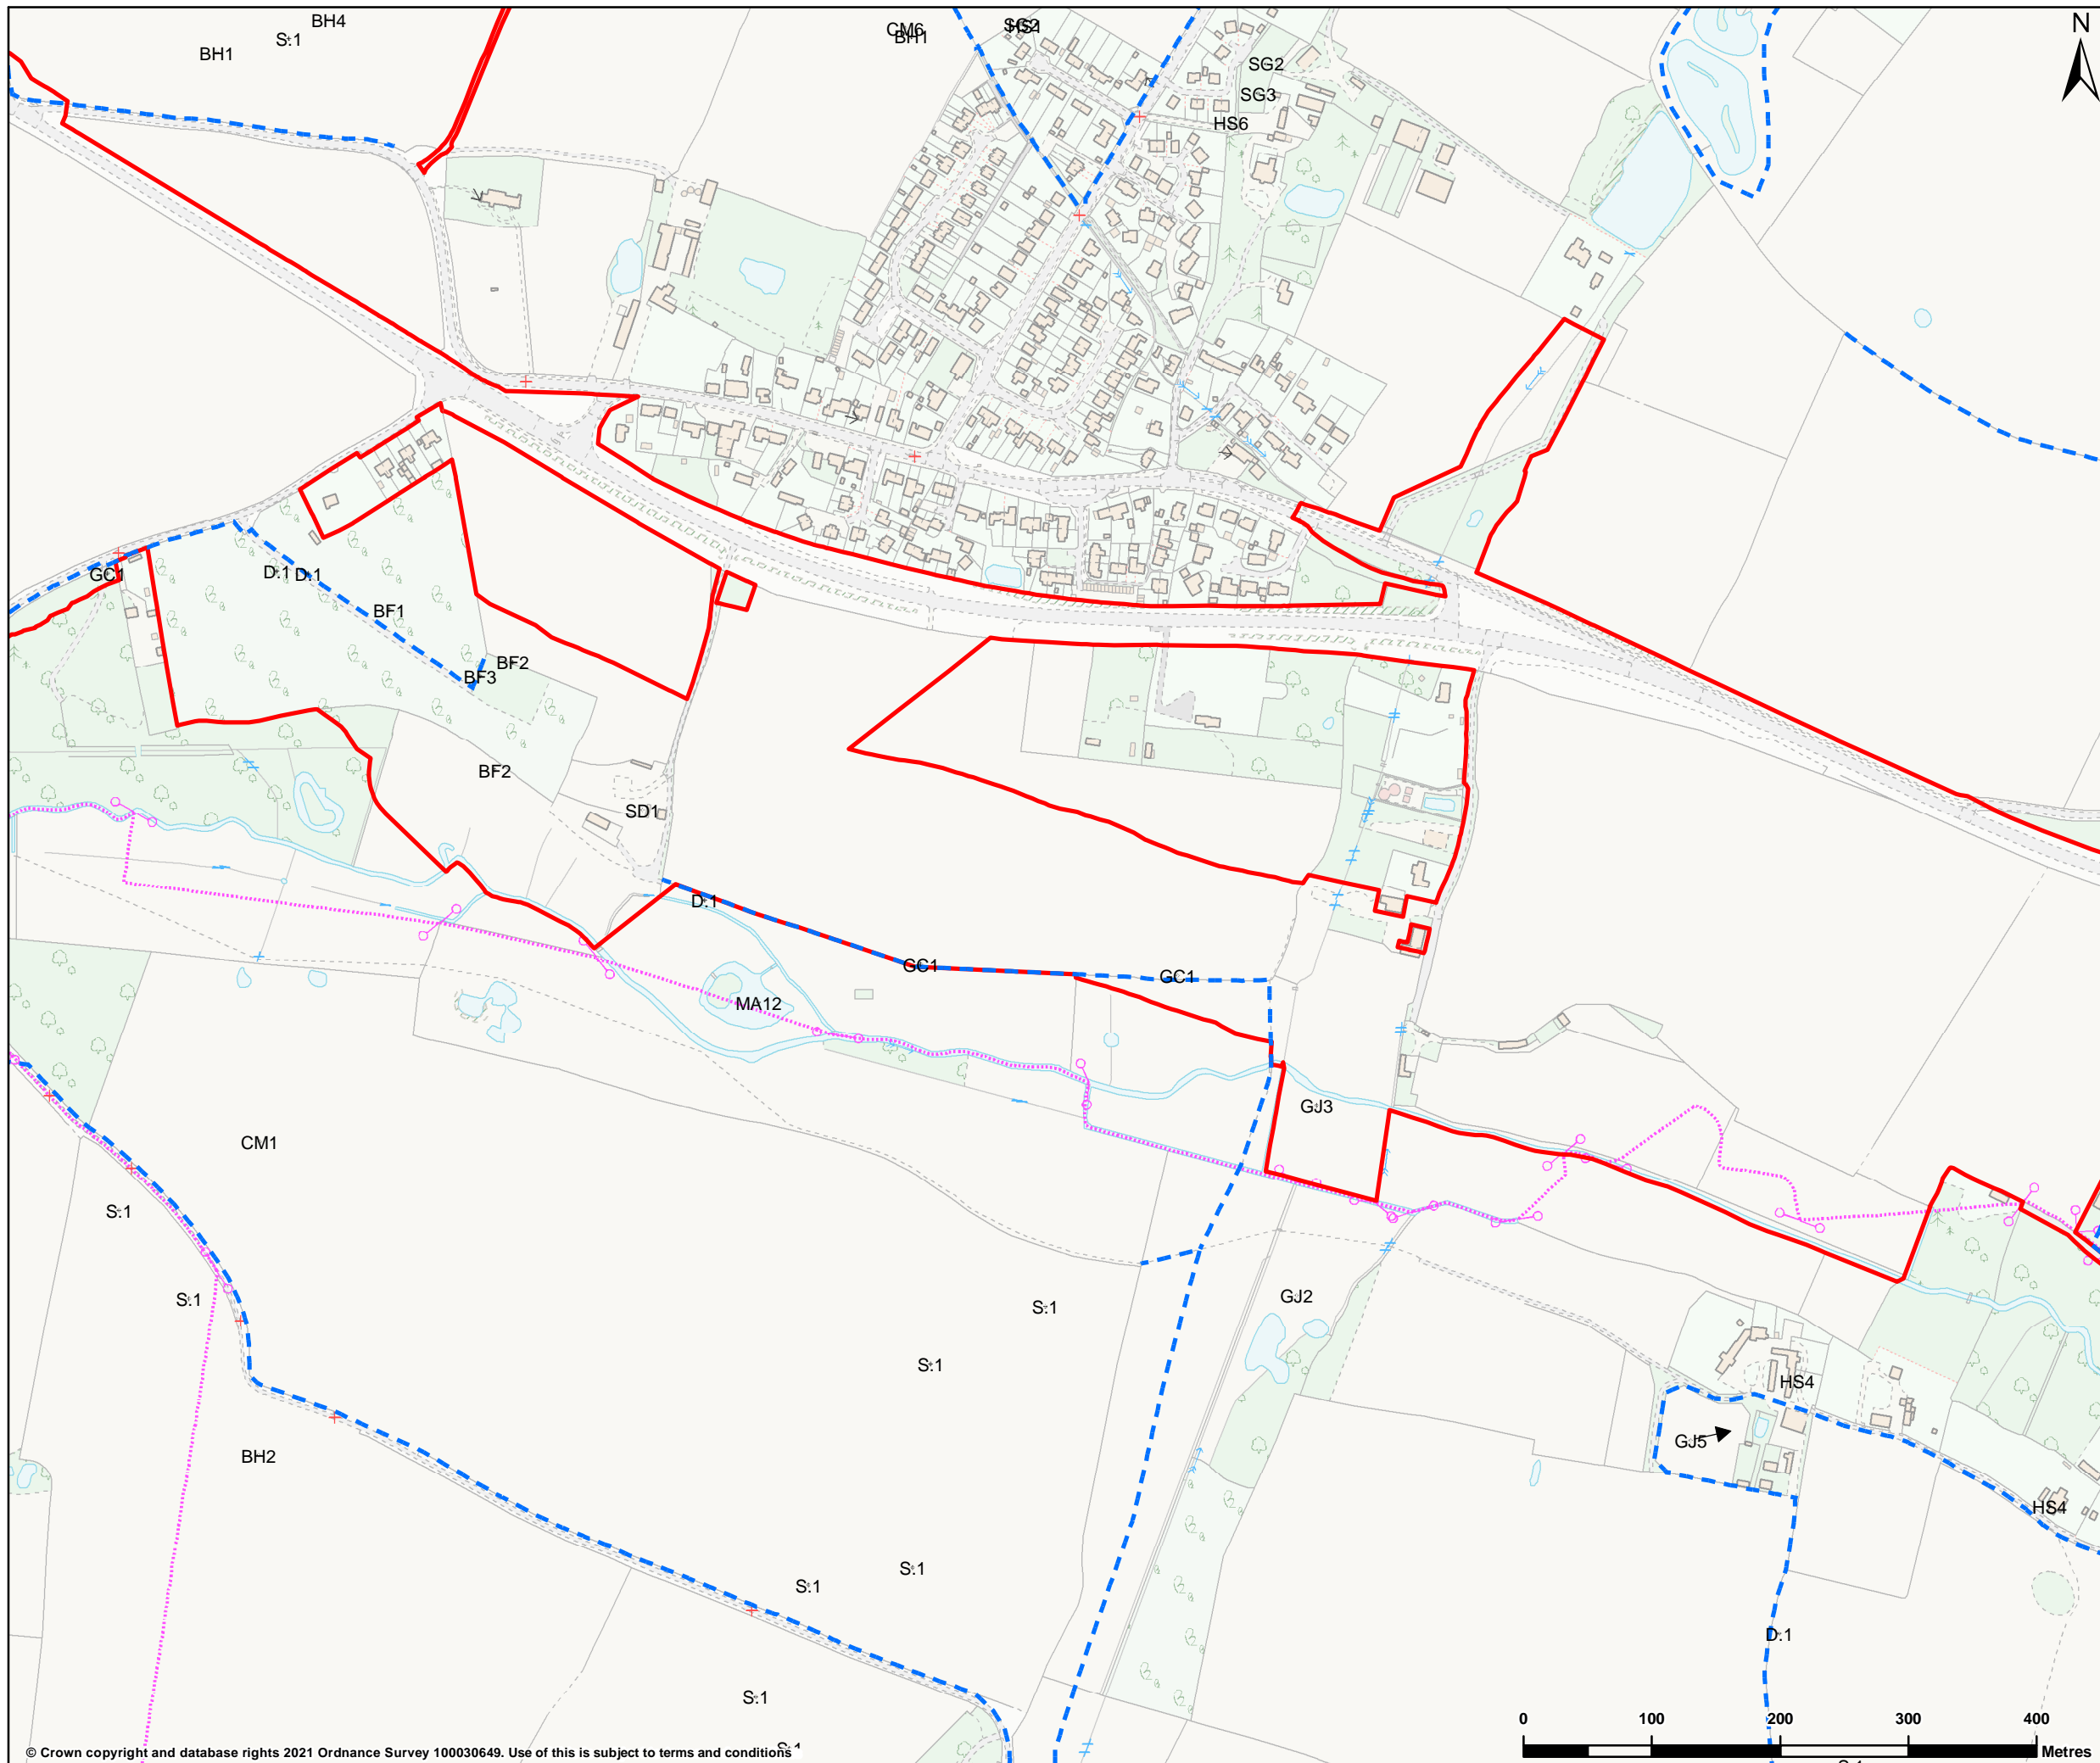 BH4
S.1
BH1
CM6
BH1
SG2
HS1
N
SG2
SG3
HS6
GC1
D.1
D.1
BF1
BF2
BF3
BF2
SD1
D.1
GC1
GC1
MA12
GJ3
CM1
S.1
S.1
GJ2
S.1
S.1
HS4
GJ5
BH2
HS4
S.1
S.1
D.1
S.1
0 100 200 300 400
Metres
© Crown copyright and database rights 2021 Ordnance Survey 100030649. Use of this is subject to terms and conditions